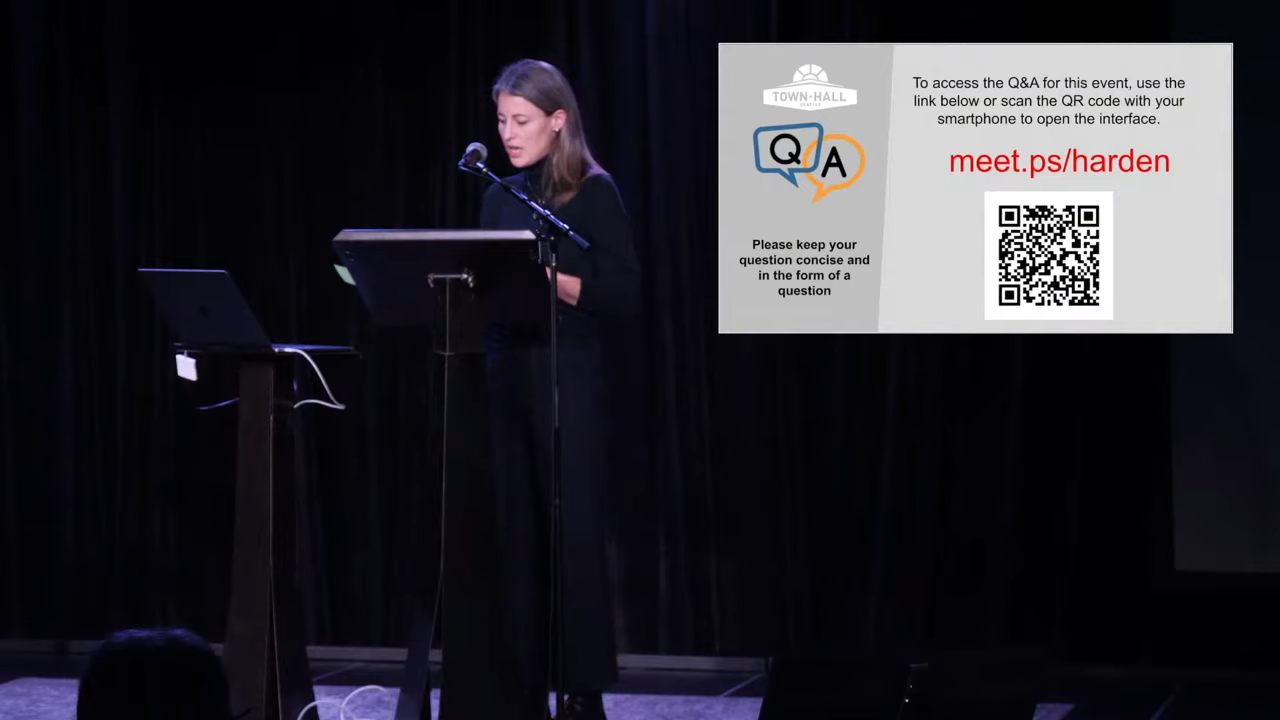 TOWN·HALL
SEATTLE
Q A
Please keep your
question concise and
in the form of a
question
To access the Q&A for this event, use the
link below or scan the QR code with your
smartphone to open the interface.
meet.ps/harden